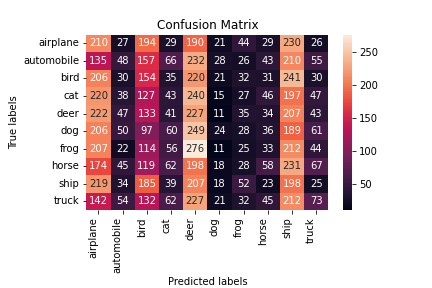 Confusion Matrix
airplane 210 27 194 29 190 21 44 29 230 26
automobile 135 48 157 66 232 28 26 43 210 55
bird 206 30 154 35 220 21 32 31 241 30
cat 220 38 127 43 240 15 27 46 197 47
deer 222 47 133 41 227 11 35 34 207 43
dog 206 50 97 60 249 24 28 36 189 61
frog 207 22 114 56 276 11 25 33 212 44
horse 174 45 119 62 198 18 28 58 231 67
ship 219 34 185 39 207 18 52 23 198 25
truck 142 54 132 62 227 21 32 45 212 73
airplane automobile bird cat deer dog frog horse ship truck
Predicted labels
True labels
250
200
150
100
50